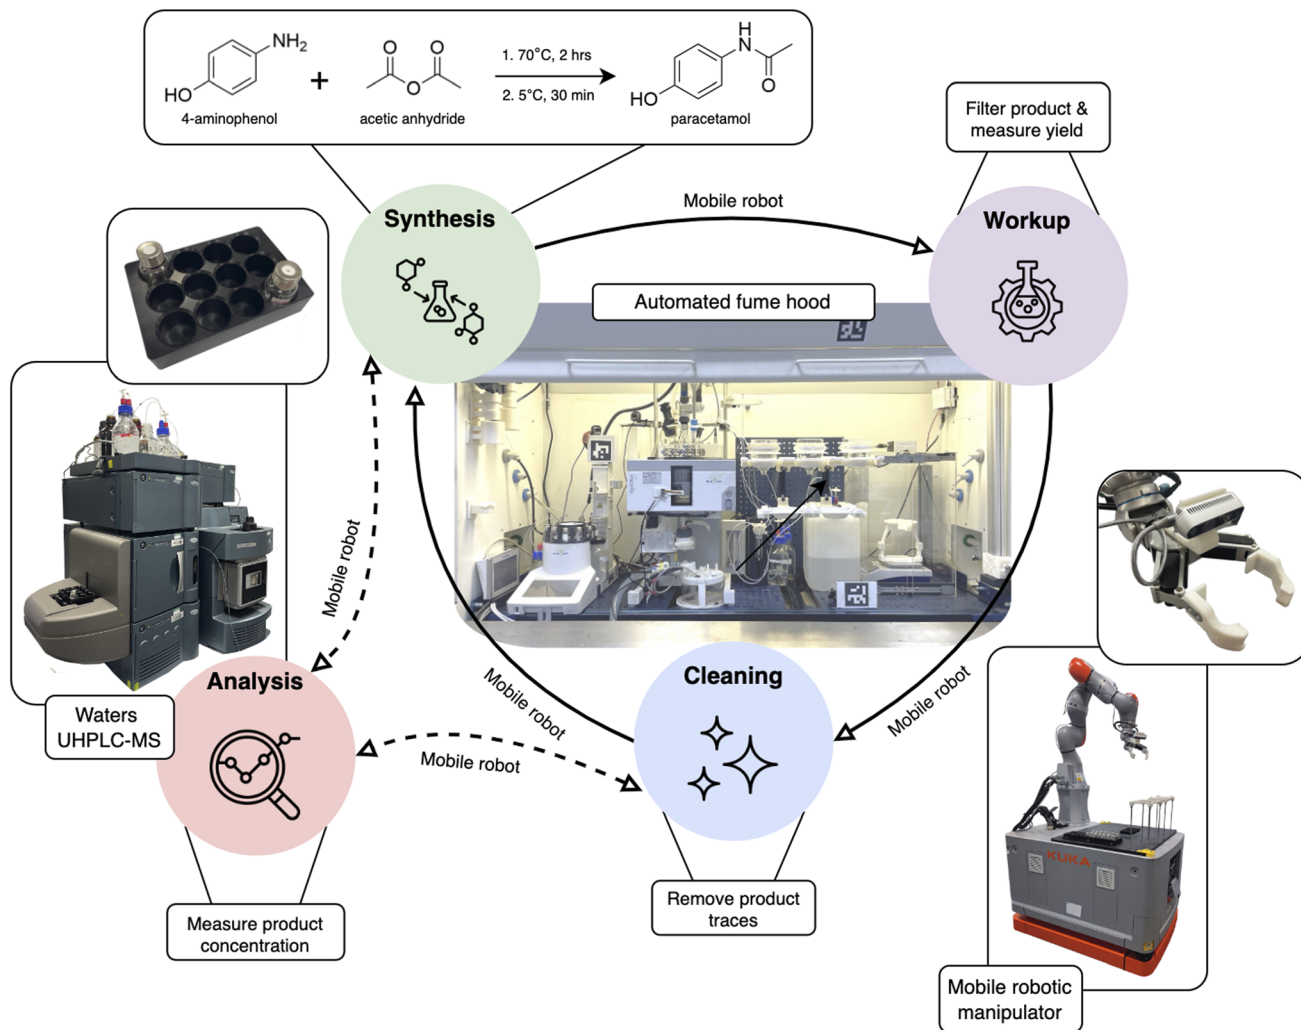 NH2
HO
4-aminophenol
+
O
O
O
acetic anhydride
1. 70°C, 2 hrs
2. 5°C, 30 min
H
N
O
HO
paracetamol
Filter product &
measure yield
Synthesis
Mobile robot
Workup
Automated fume hood
Mobile robot
Mobile robot
Mobile robot
Analysis
Cleaning
Waters
UHPLC-MS
Mobile robot
KUKA
Measure product
concentration
Remove product
traces
Mobile robotic
manipulator